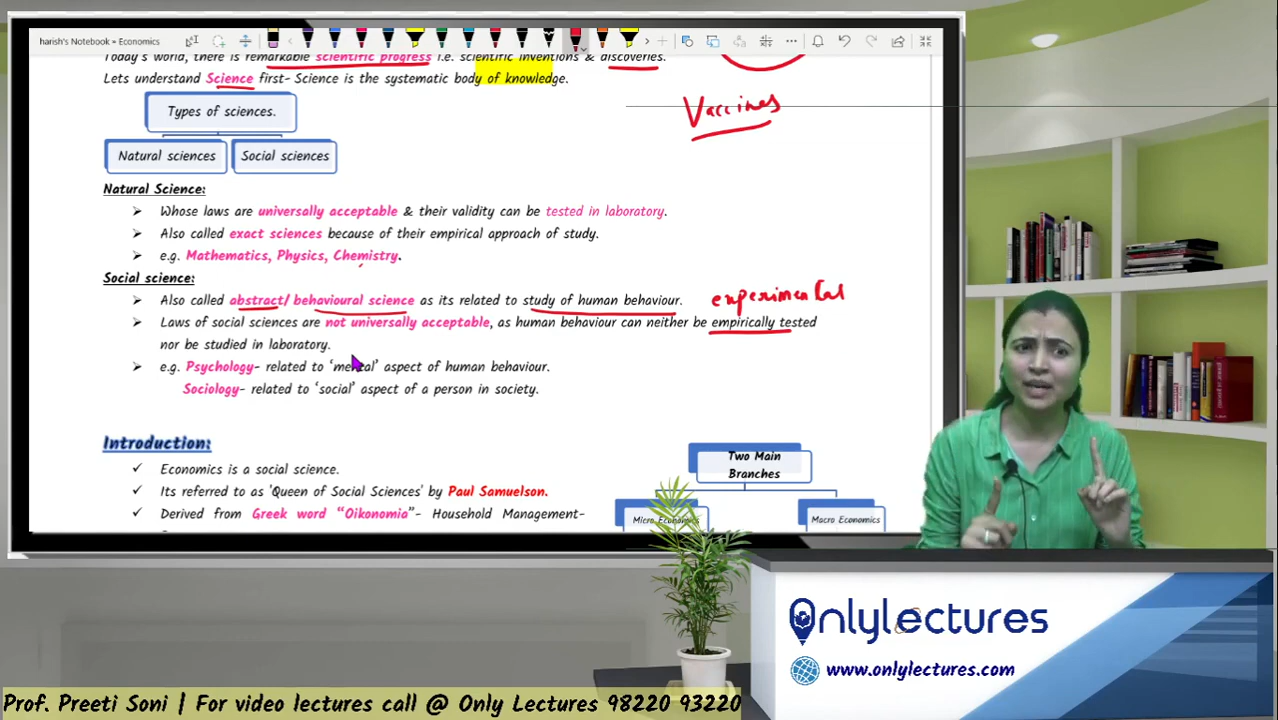 harish's Notebook » Economics
Today's world, there is remarkable scientific progress i.e. scientific inventions & discoveries.
Lets understand Science first- Science is the systematic body of knowledge.
Vaccines
Types of sciences.
Natural sciences
Social sciences
Natural Science:
➢ Whose laws are universally acceptable & their validity can be tested in laboratory.
➢ Also called exact sciences because of their empirical approach of study.
➢ e.g. Mathematics, Physics, Chemistry.
Social science:
➢ Also called abstract/ behavioural science as its related to study of human behaviour.
experimental
➢ Laws of social sciences are not universally acceptable, as human behaviour can neither be empirically tested
nor be studied in laboratory.
➢ e.g. Psychology- related to ‘mental’ aspect of human behaviour.
Sociology- related to ‘social’ aspect of a person in society.
Introduction:
✓ Economics is a social science.
✓ Its referred to as 'Queen of Social Sciences' by Paul Samuelson.
✓ Derived from Greek word “Oikonomia”- Household Management-
Two Main
Branches
Micro Economics
Macro Economics
Onlylectures
www.onlylectures.com
Prof. Preeti Soni | For video lectures call @ Only Lectures 98220 93220